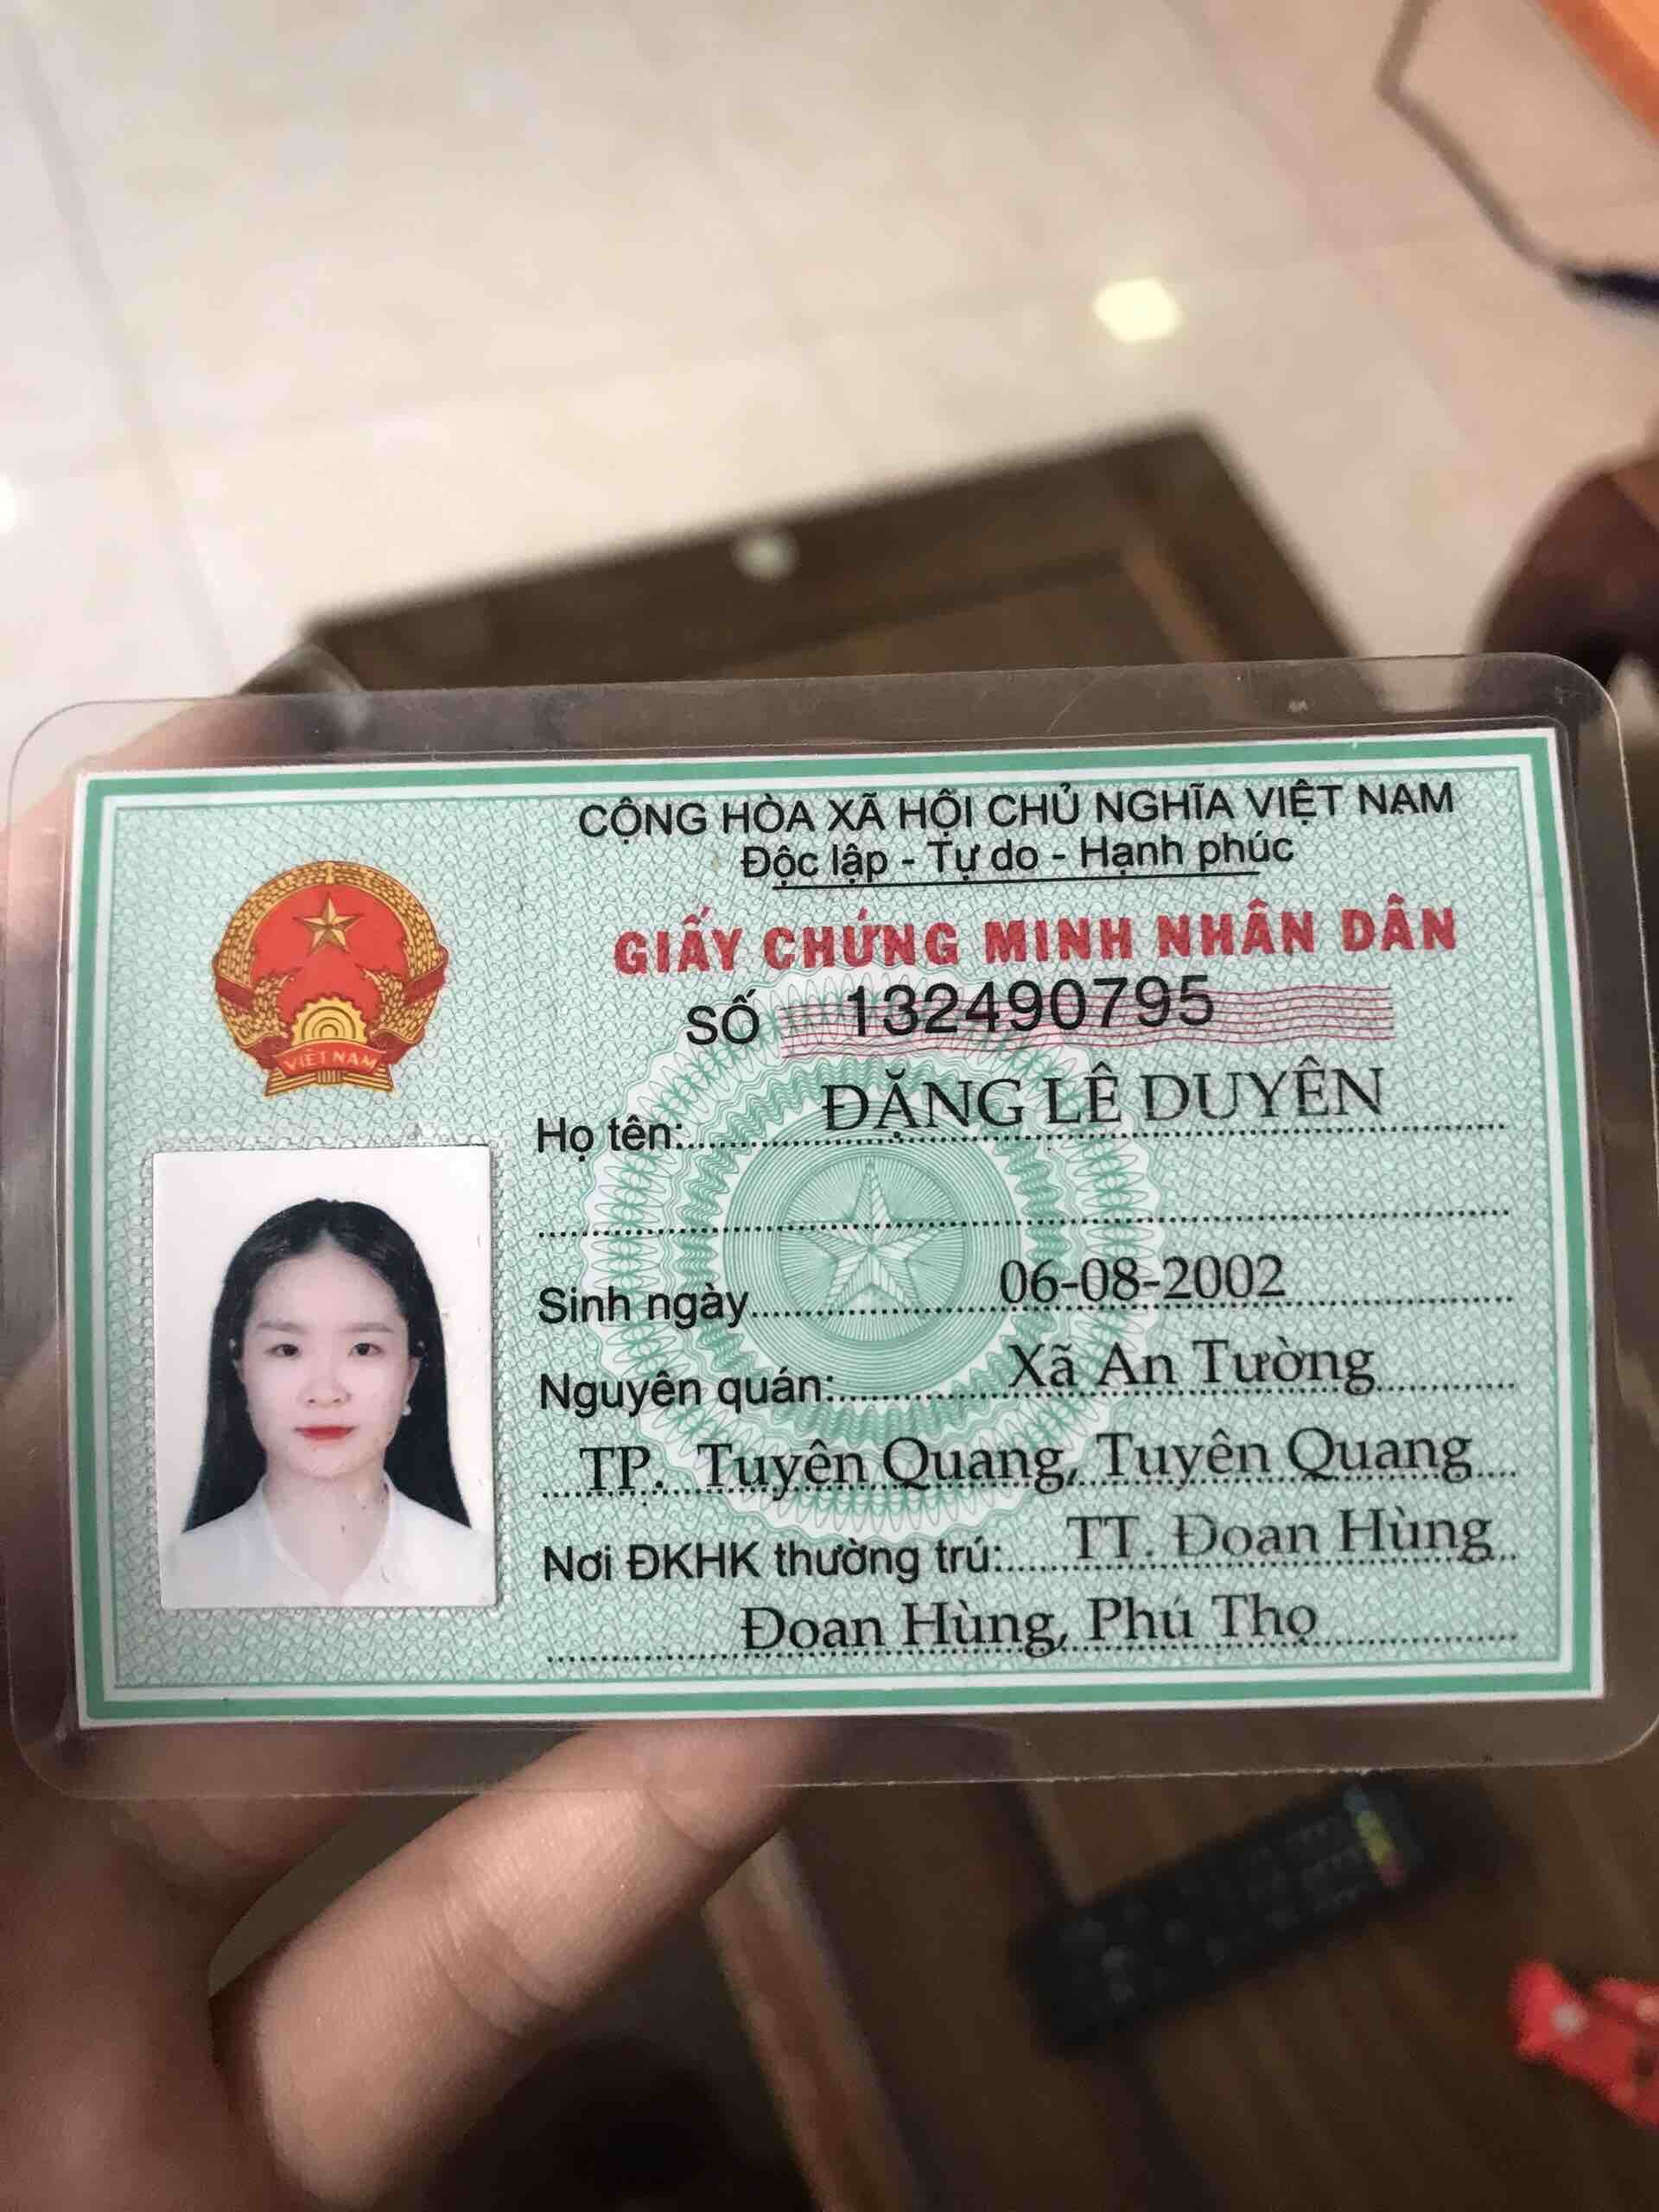 CỘNG HÒA XÃ HỘI CHỦ NGHĨA VIỆT NAM
Độc lập - Tự do - Hạnh phúc
GIẤY CHỨNG MINH NHÂN DÂN
SỐ 132490795
VIỆT NAM
Họ tên: ĐẶNG LÊ DUYÊN
Sinh ngày 06-08-2002
Nguyên quán: Xã An Tường
TP. Tuyên Quang, Tuyên Quang
Nơi ĐKHK thường trú: TT. Đoan Hùng
Đoan Hùng, Phú Thọ